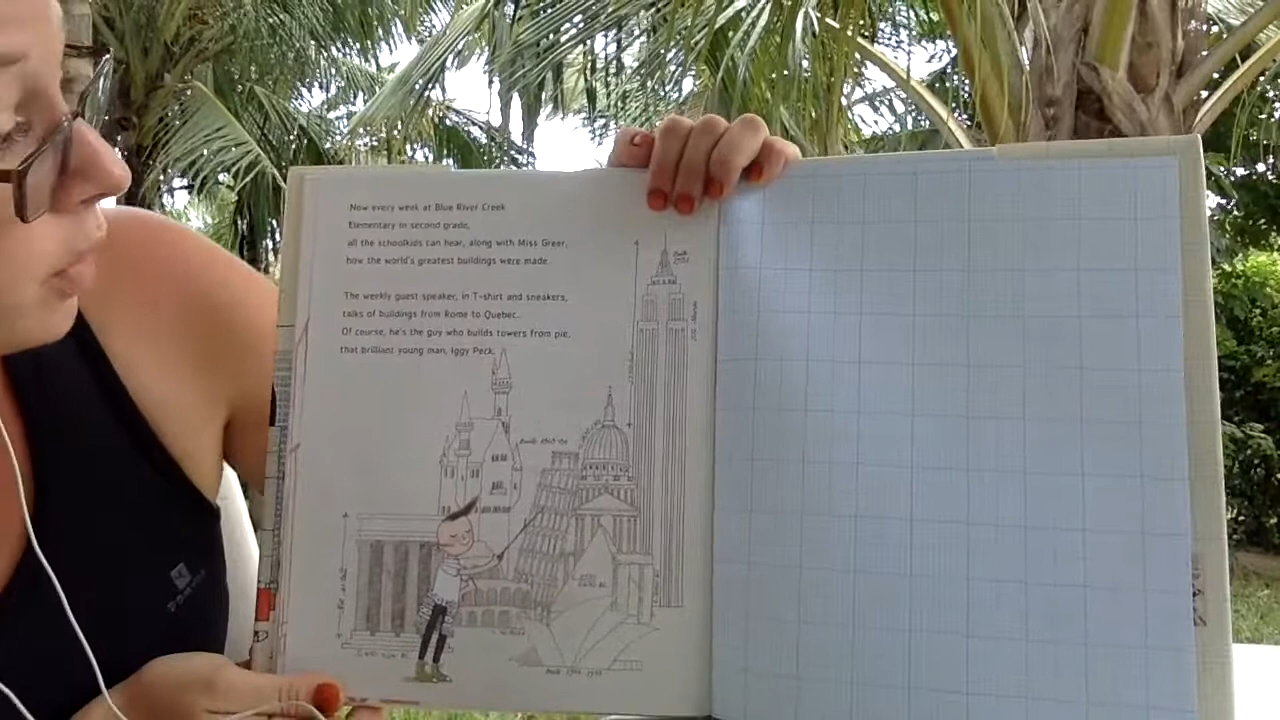 Now every week at Blue River Creek
Elementary in second grade,
all the schoolkids can hear, along with Miss Greer,
how the world's greatest buildings were made.
The weekly guest speaker, in T-shirt and sneakers,
talks of buildings from Rome to Quebec.
Of course, he's the guy who builds towers from pie,
that brilliant young man, Iggy Peck.
Built